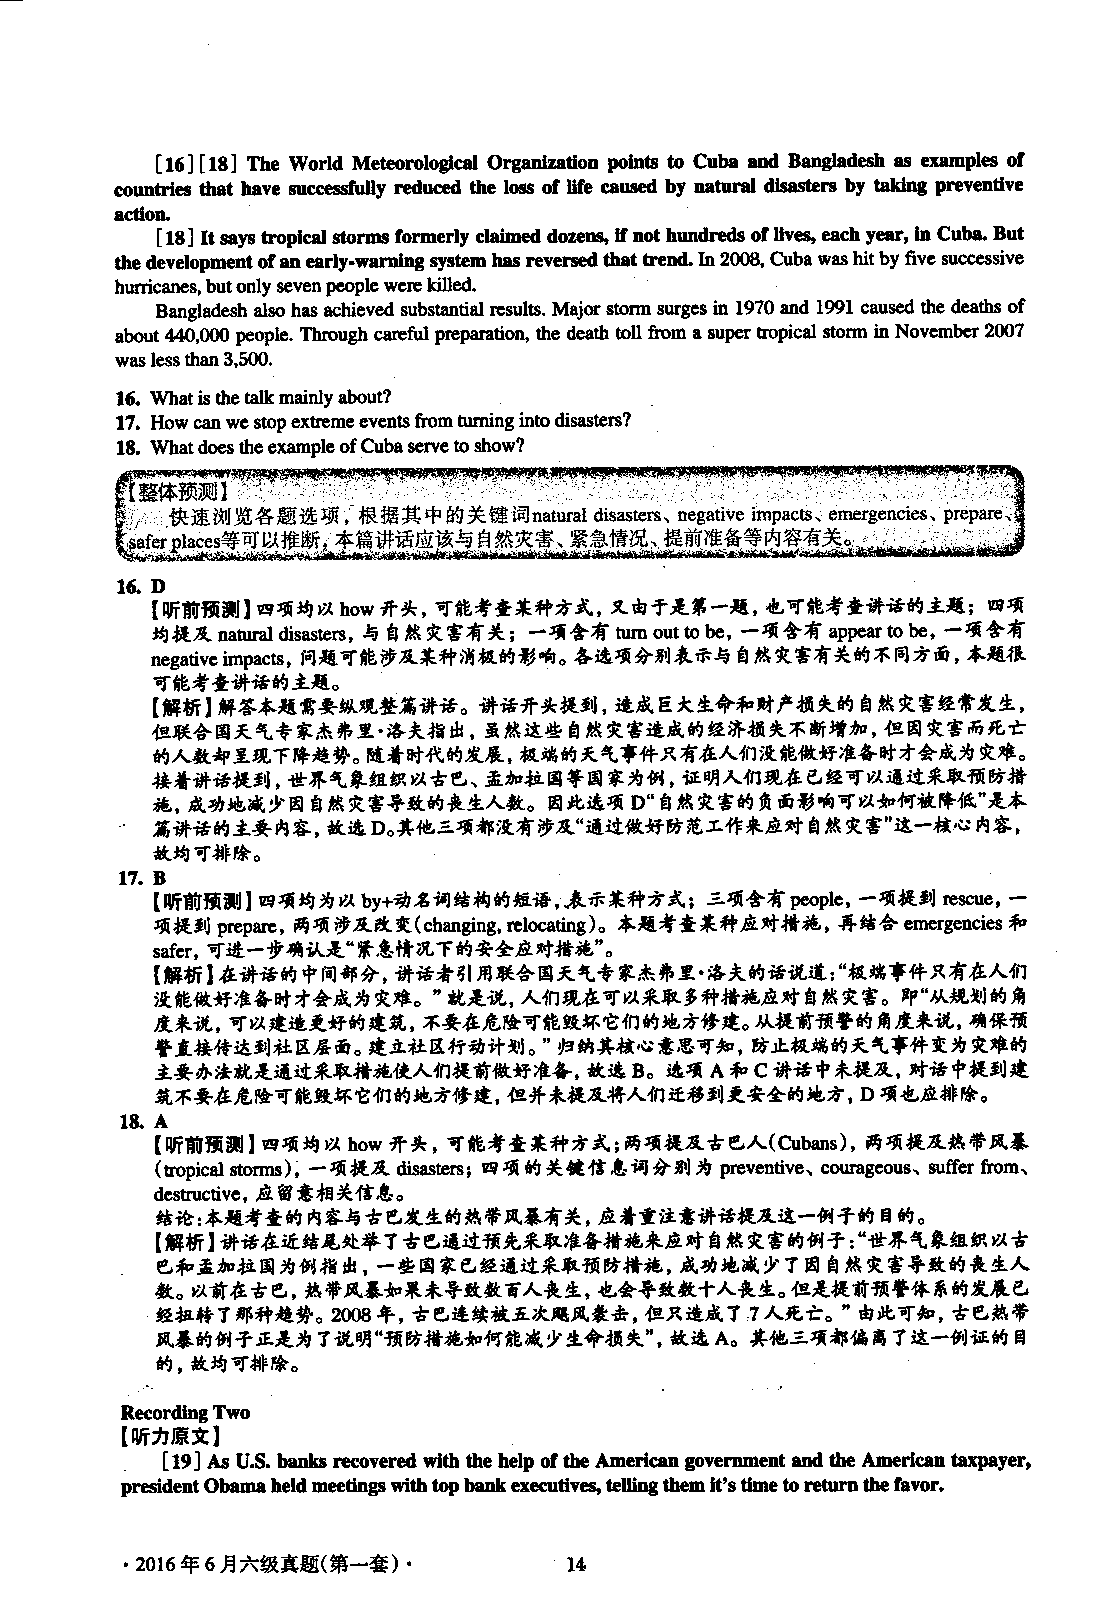 [16][18] The World Meteorological Organization points to Cuba and Bangladesh as examples of
countries that have successfully reduced the loss of life caused by natural disasters by taking preventive
action.
[18] It says tropical storms formerly claimed dozens, if not hundreds of lives, each year, in Cuba. But
the development of an early-warning system has reversed that trend. In 2008, Cuba was hit by five successive
hurricanes, but only seven people were killed.
Bangladesh also has achieved substantial results. Major storm surges in 1970 and 1991 caused the deaths of
about 440,000 people. Through careful preparation, the death toll from a super tropical storm in November 2007
was less than 3,500.
16. What is the talk mainly about?
17. How can we stop extreme events from turning into disasters?
18. What does the example of Cuba serve to show?
【整体预测】
快速浏览各题选项,根据其中的关键词natural disasters、negative impacts、emergencies、prepare、
safer places等可以推断,本篇讲话应该与自然灾害、紧急情况、提前准备等内容有关。
16. D
【听前预测】四项均以 how 开头,可能考查某种方式,又由于是第一题,也可能考查讲话的主题;四项
均提及 natural disasters,与自然灾害有关;一项含有 turn out to be,一项含有 appear to be,一项含有
negative impacts,问题可能涉及某种消极的影响。各选项分别表示与自然灾害有关的不同方面,本题很
可能考查讲话的主题。
【解析】解答本题需要纵观整篇讲话。讲话开头提到,造成巨大生命和财产损失的自然灾害经常发生,
但联合国天气专家杰弗里·洛夫指出,虽然这些自然灾害造成的经济损失不断增加,但因灾害而死亡
的人数却呈现下降趋势。随着时代的发展,极端的天气事件只有在人们没能做好准备时才会成为灾难。
接着讲话提到,世界气象组织以古巴、孟加拉国等国家为例,证明人们现在已经可以通过采取预防措
施,成功地减少因自然灾害导致的丧生人数。因此选项 D“自然灾害的负面影响可以如何被降低”是本
篇讲话的主要内容,故选 D。其他三项都没有涉及“通过做好防范工作来应对自然灾害”这一核心内容,
故均可排除。
17. B
【听前预测】四项均为以 by+动名词结构的短语,表示某种方式;三项含有 people,一项提到 rescue,一
项提到 prepare,两项涉及改变(changing, relocating)。本题考查某种应对措施,再结合 emergencies 和
safer,可进一步确认是“紧急情况下的安全应对措施”。
【解析】在讲话的中间部分,讲话者引用联合国天气专家杰弗里·洛夫的话说道:“极端事件只有在人们
没能做好准备时才会成为灾难。”就是说,人们现在可以采取多种措施应对自然灾害。即“从规划的角
度来说,可以建造更好的建筑,不要在危险可能毁坏它们的地方修建。从提前预警的角度来说,确保预
警直接传达到社区层面。建立社区行动计划。”归纳其核心意思可知,防止极端的天气事件变为灾难的
主要办法就是通过采取措施使人们提前做好准备,故选 B。选项 A 和 C 讲话中未提及,对话中提到建
筑不要在危险可能毁坏它们的地方修建,但并未提及将人们迁移到更安全的地方,D 项也应排除。
18. A
【听前预测】四项均以 how 开头,可能考查某种方式;两项提及古巴人(Cubans),两项提及热带风暴
(tropical storms),一项提及 disasters;四项的关键信息词分别为 preventive、courageous、suffer from、
destructive,应留意相关信息。
结论:本题考查的内容与古巴发生的热带风暴有关,应着重注意讲话提及这一例子的目的。
【解析】讲话在近结尾处举了古巴通过预先采取准备措施来应对自然灾害的例子:“世界气象组织以古
巴和孟加拉国为例指出,一些国家已经通过采取预防措施,成功地减少了因自然灾害导致的丧生人
数。以前在古巴,热带风暴如果未导致数百人丧生,也会导致数十人丧生。但是提前预警体系的发展已
经扭转了那种趋势。2008 年,古巴连续被五次飓风袭击,但只造成了 7 人死亡。”由此可知,古巴热带
风暴的例子正是为了说明“预防措施如何能减少生命损失”,故选 A。其他三项都偏离了这一例证的目
的,故均可排除。
Recording Two
【听力原文】
[19] As U.S. banks recovered with the help of the American government and the American taxpayer,
president Obama held meetings with top bank executives, telling them it's time to return the favor.
·2016 年 6 月六级真题(第一套)· 14